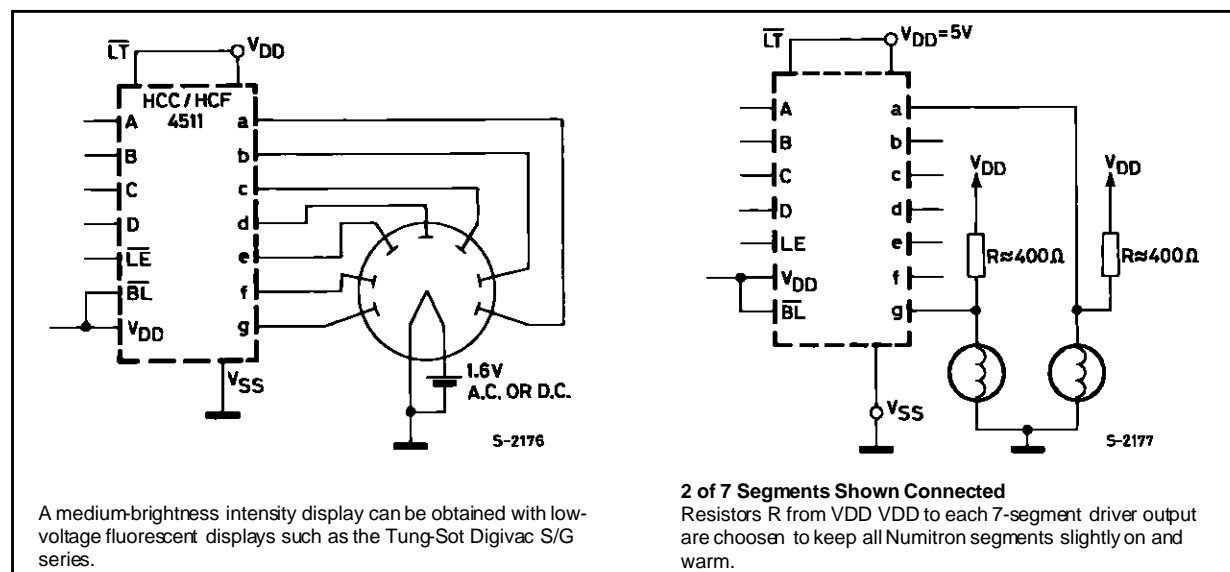 LT VDD
HCC/HCF
4511
A a
B b
C c
D d
LE e
BL f
VDD g
VSS
1.6V
A.C. OR D.C.
S-2176
A medium-brightness intensity display can be obtained with low-
voltage fluorescent displays such as the Tung-Sot Digivac S/G
series.
LT VDD=5V
A a
B b
C c
D d
LE e
VDD f
BL g
VDD VDD
R≈400Ω R≈400Ω
VSS
S-2177
2 of 7 Segments Shown Connected
Resistors R from VDD VDD to each 7-segment driver output
are choosen to keep all Numitron segments slightly on and
warm.